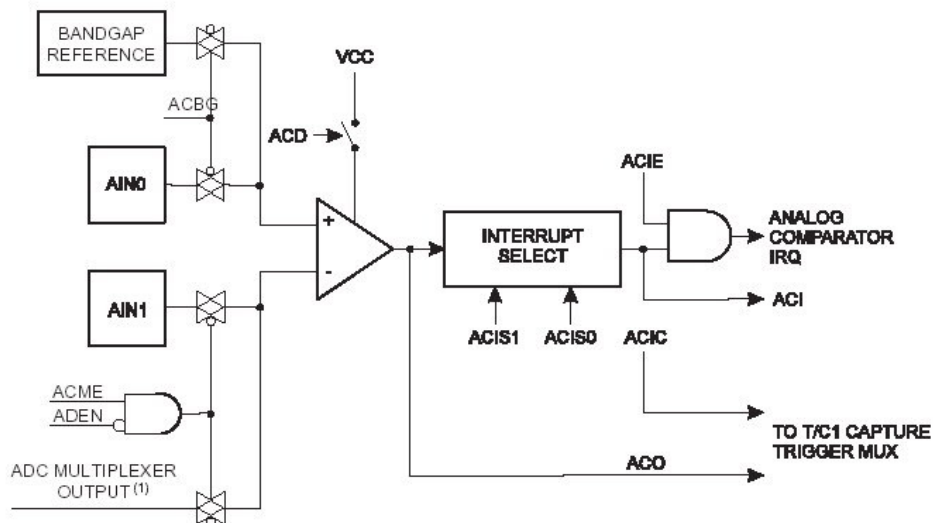 BANDGAP
REFERENCE
VCC
ACBG
ACD
AIN0
ACIE
+
-
INTERRUPT
SELECT
ANALOG
COMPARATOR
IRQ
AIN1
ACI
ACIS1
ACIS0
ACIC
ACME
ADEN
TO T/C1 CAPTURE
TRIGGER MUX
ADC MULTIPLEXER
OUTPUT(1)
ACO